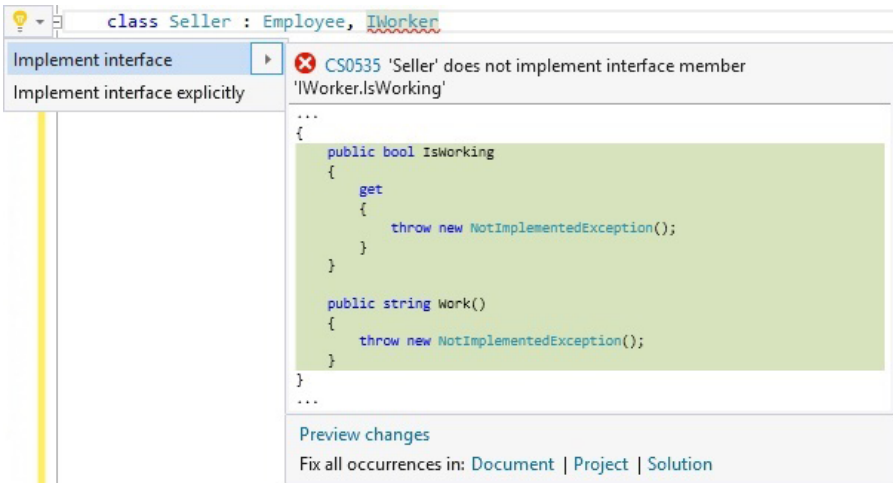 class Seller : Employee, IWorker
Implement interface
Implement interface explicitly
CS0535 'Seller' does not implement interface member
'IWorker.IsWorking'
...
{
public bool IsWorking
{
get
{
throw new NotImplementedException();
}
}
public string Work()
{
throw new NotImplementedException();
}
}
...
Preview changes
Fix all occurrences in: Document | Project | Solution